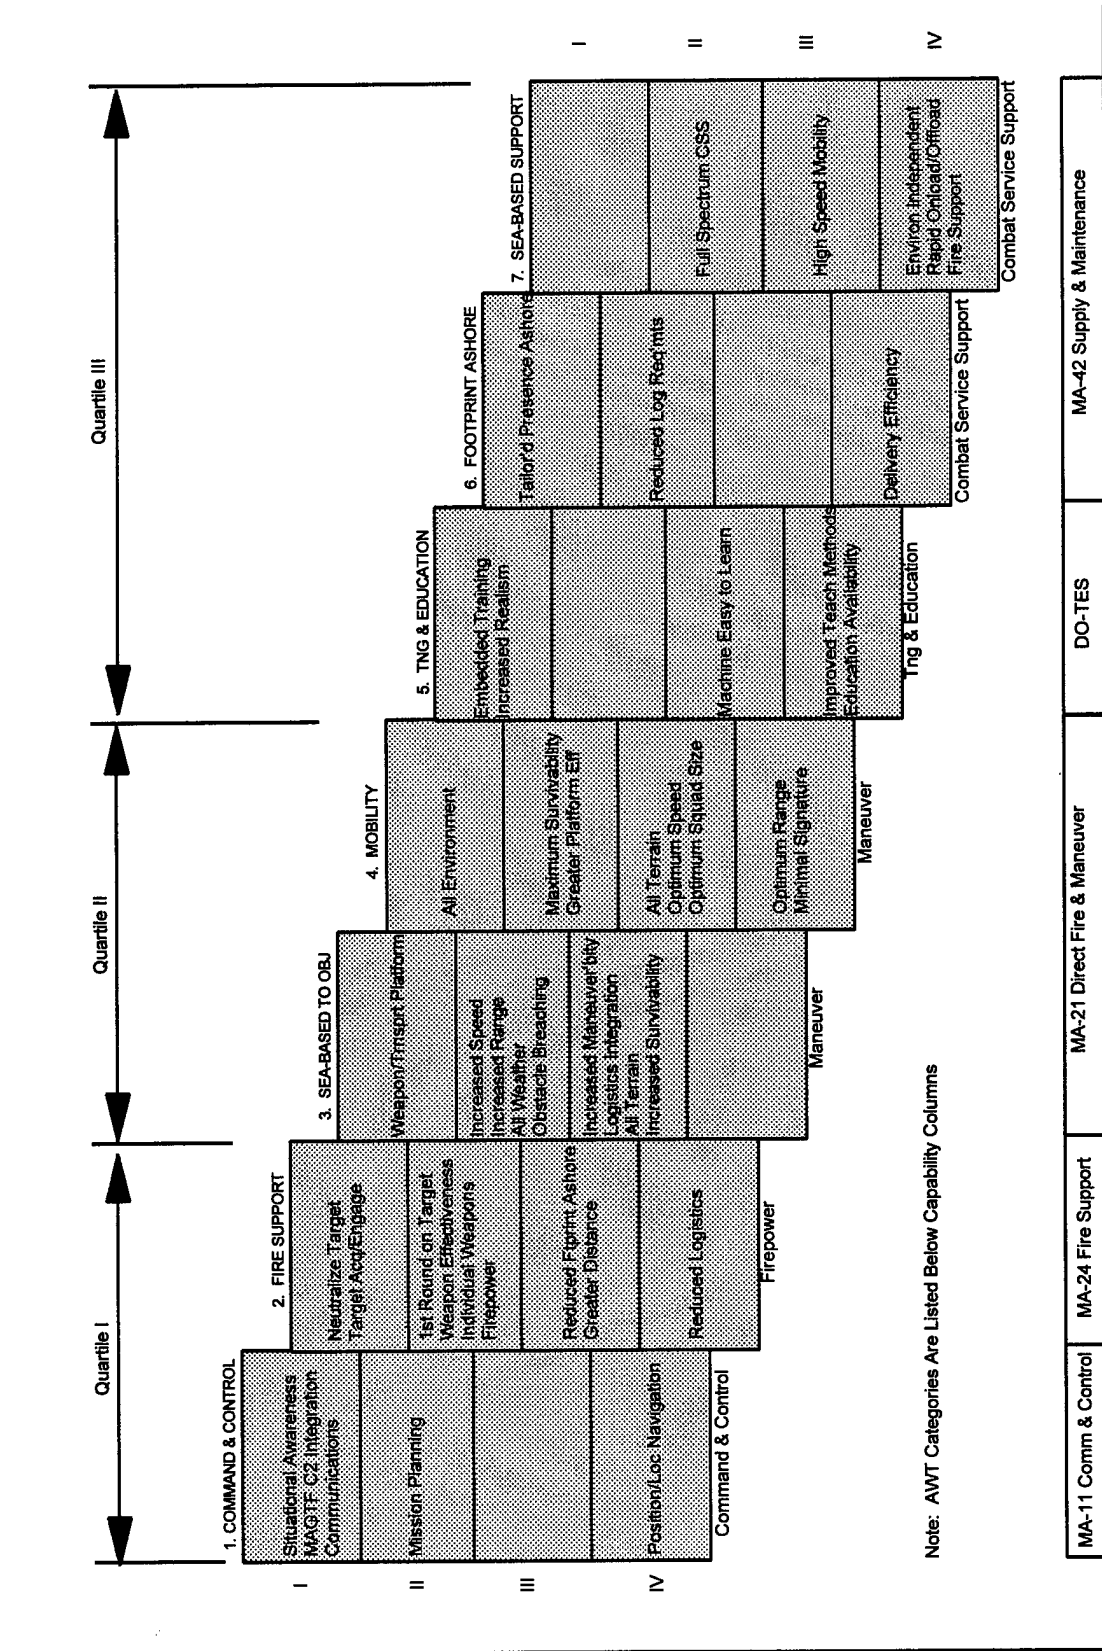 Quartile I
Quartile II
Quartile III
1. COMMAND & CONTROL
Situational Awareness
MAGTF C2 Integration
Communications
Mission Planning
Position/Loc Navigation
Command & Control
2. FIRE SUPPORT
Neutralize Target
Target Acq/Engage
1st Round on Target
Weapon Effectiveness
Individual Weapons
Firepower
Reduced Ftprint Ashore
Greater Distance
Reduced Logistics
Firepower
3. SEA-BASED TO OBJ
Weapon/Trnsprt Platform
Increased Speed
Increased Range
All Weather
Obstacle Breaching
Increased Maneuver'bity
Logistics Integration
All Terrain
Increased Survivability
Maneuver
4. MOBILITY
All Environment
Maximum Survivability
Greater Platform Eff
All Terrain
Optimum Speed
Optimum Squad Size
Optimum Range
Minimal Signature
Maneuver
5. TNG & EDUCATION
Embedded Training
Increased Realism
Machine Easy to Learn
Improved Teach Methods
Education Availability
Tng & Education
6. FOOTPRINT ASHORE
Tailor'd Presence Ashore
Reduced Log Req'mts
Delivery Efficiency
Combat Service Support
7. SEA-BASED SUPPORT
Full Spectrum CSS
High Speed Mobility
Environ Independent
Rapid Onload/Offload
Fire Support
Combat Service Support
I
II
III
IV
I
II
III
IV
Note: AWT Categories Are Listed Below Capability Columns
MA-11 Comm & Control
MA-24 Fire Support
MA-21 Direct Fire & Maneuver
DO-TES
MA-42 Supply & Maintenance